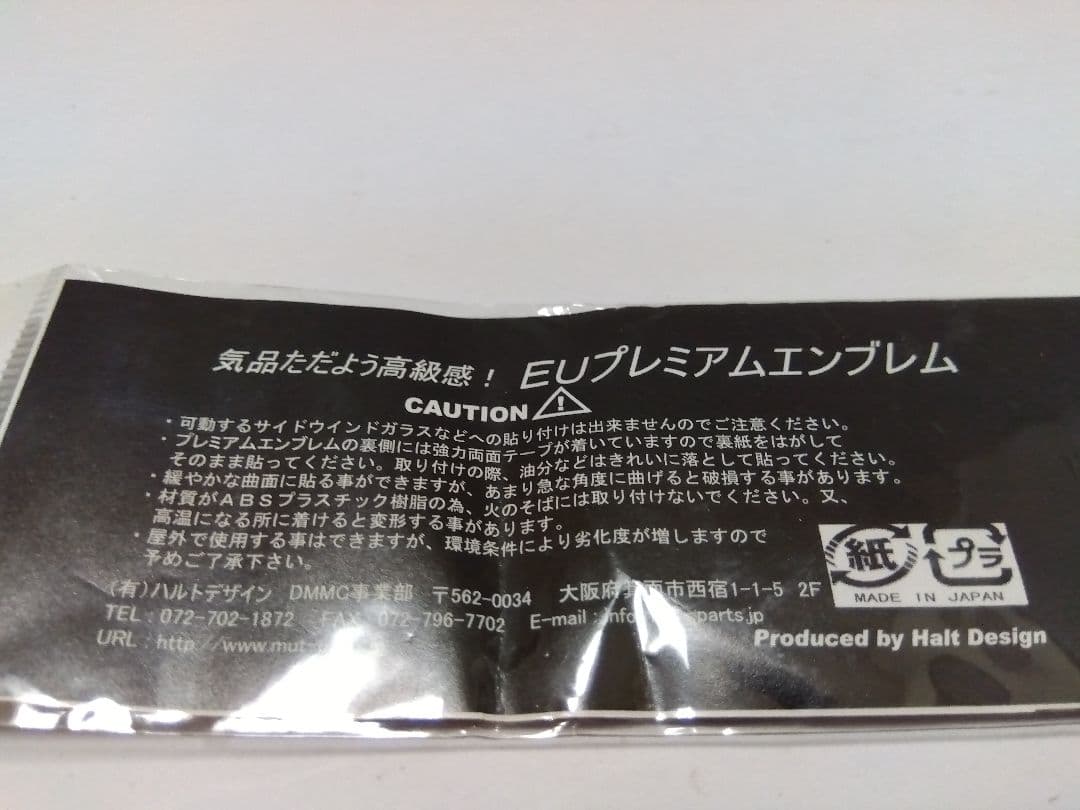 気品ただよう高級感！ EUプレミアムエンブレム
CAUTION
・可動するサイドウインドガラスなどへの貼り付けは出来ませんのでご注意ください。
・プレミアムエンブレムの裏側には強力両面テープが着いていますので裏紙をはがして
そのまま貼ってください。取り付けの際、油分などはきれいに落として貼ってください。
・緩やかな曲面に貼る事ができますが、あまり急な角度に曲げると破損する事があります。
・材質がABSプラスチック樹脂の為、火のそばには取り付けないでください。又、
高温になる所に着けると変形する事があります。
・屋外で使用する事はできますが、環境条件により劣化度が増しますので
予めご了承下さい。
紙 プラ
MADE IN JAPAN
（有）ハルトデザイン DMMC事業部 〒562-0034 大阪府箕面市西宿1-1-5 2F
TEL：072-702-1872 FAX 072-796-7702 E-mail：
URL：http://www.mut
Produced by Halt Design